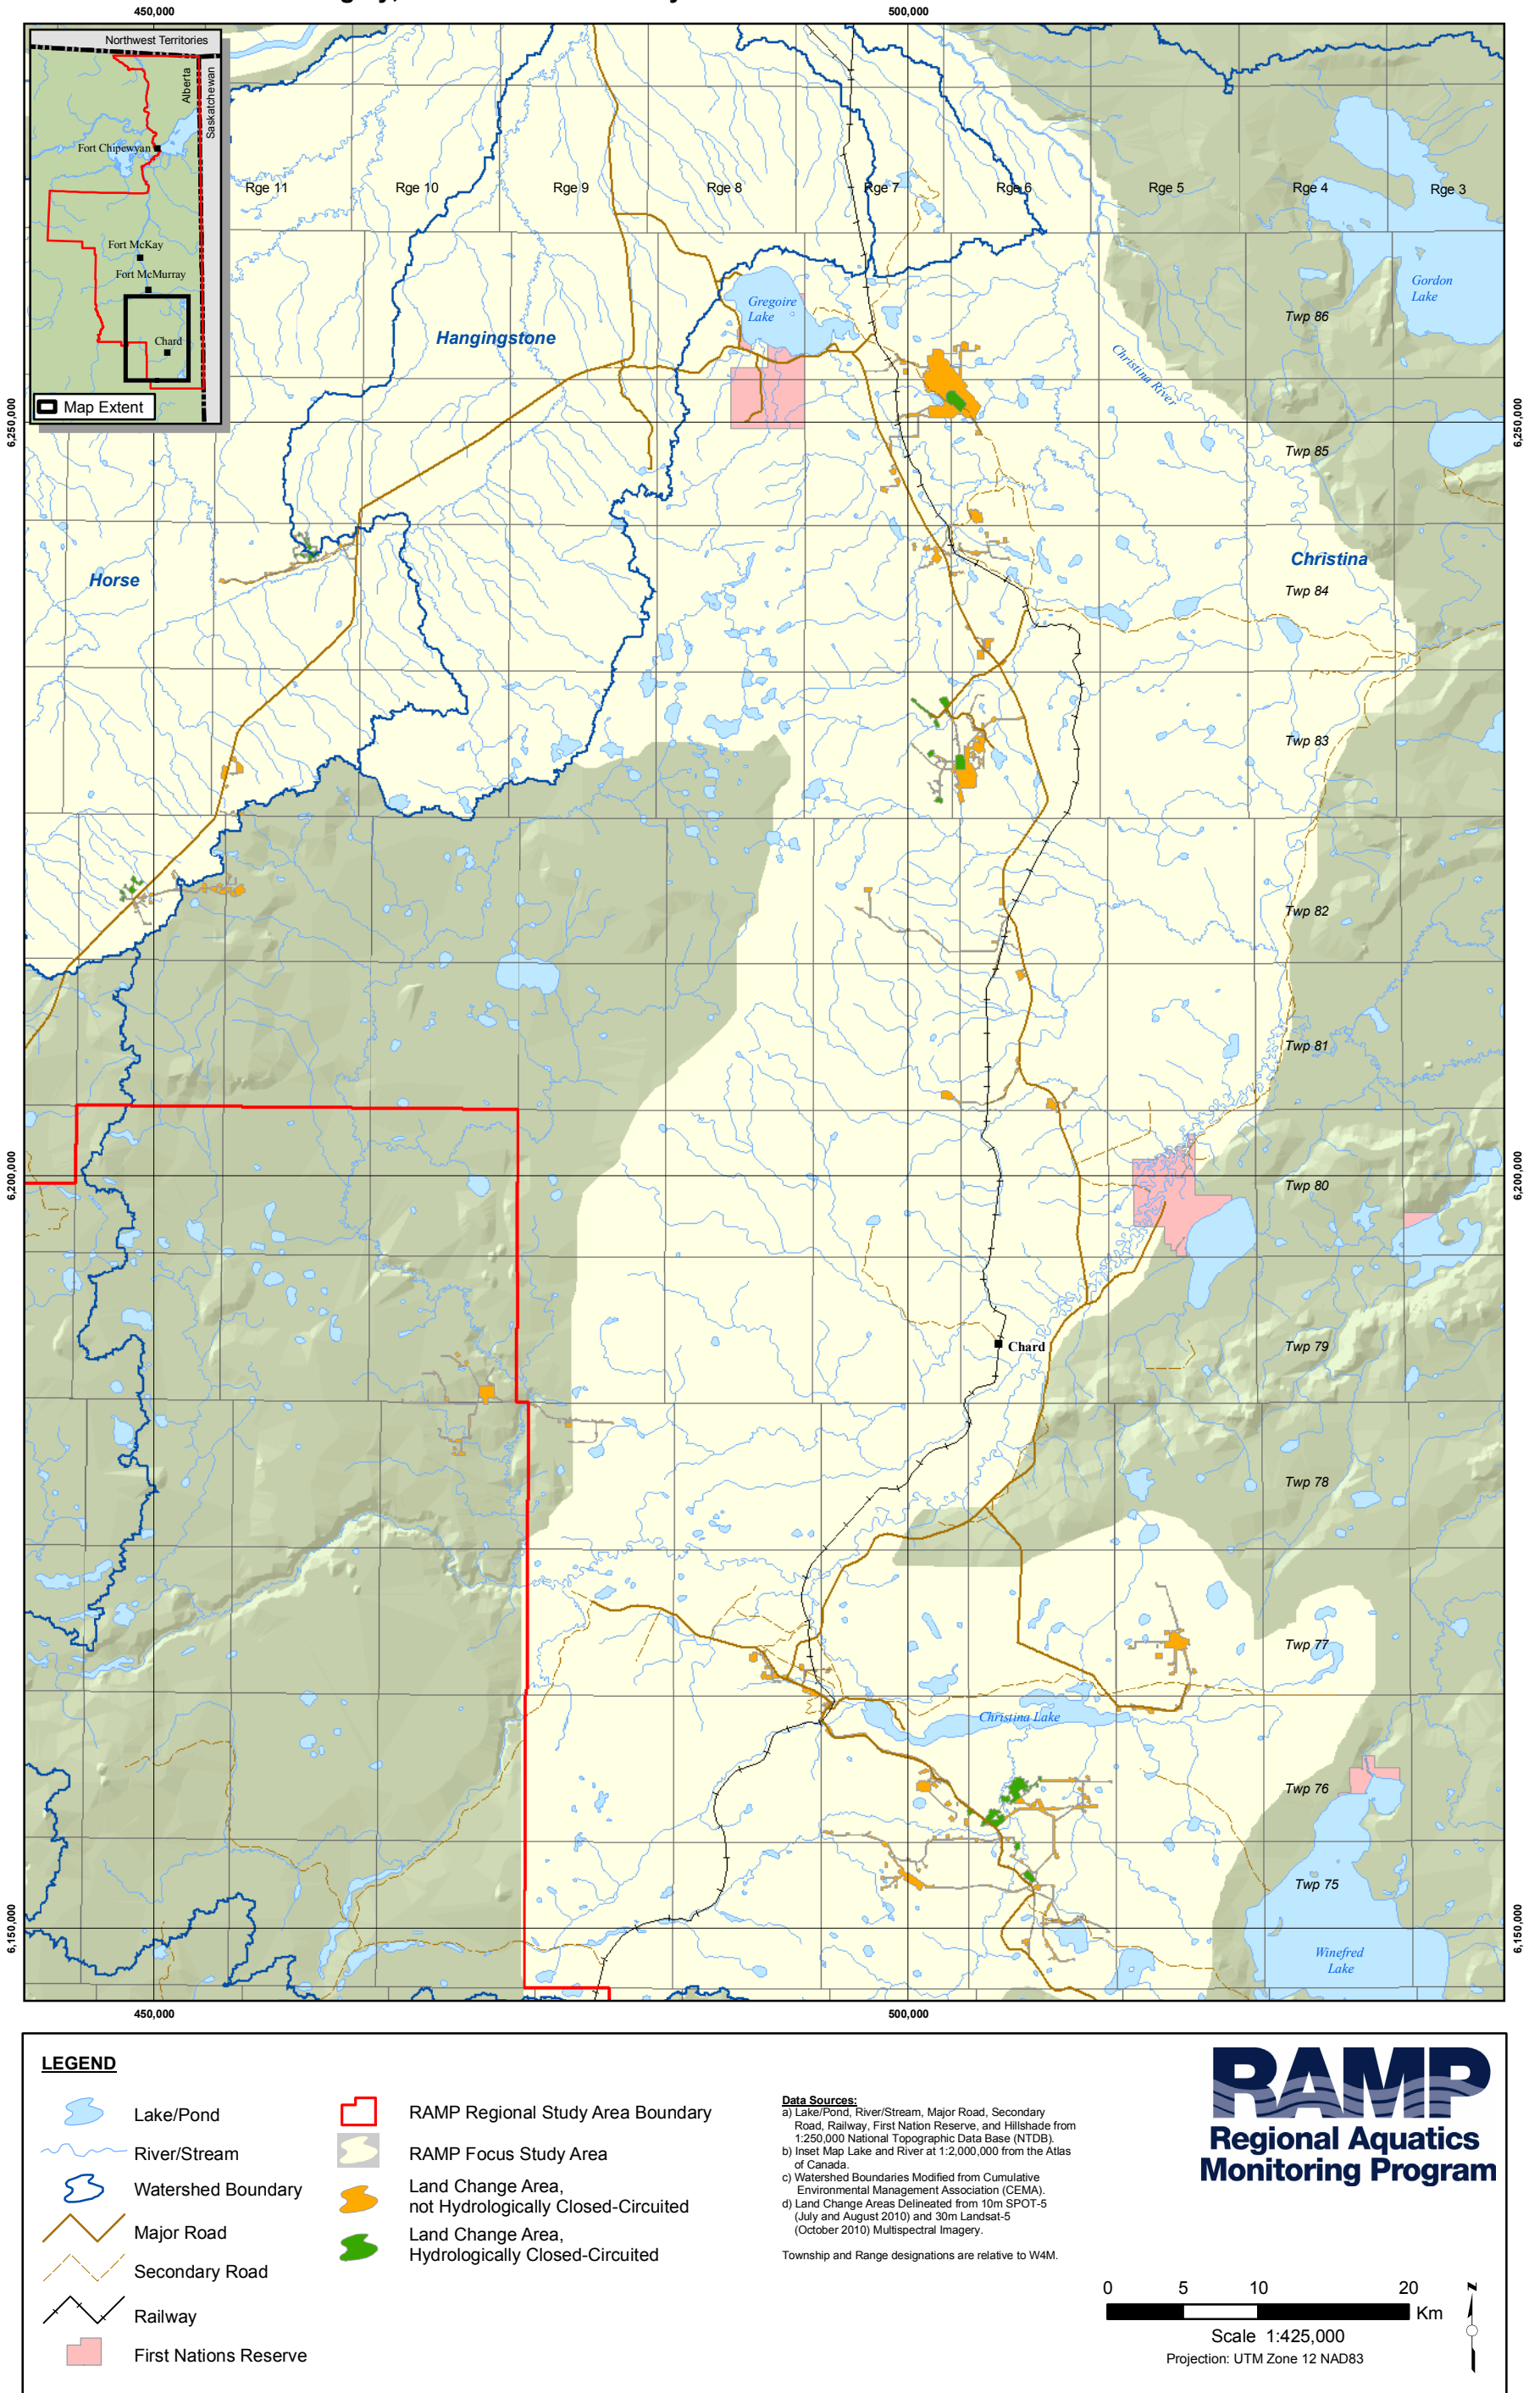 450,000
500,000
Northwest Territories
Alberta
Saskatchewan
Fort Chipewyan
Fort McKay
Fort McMurray
Chard
Map Extent
Rge 11
Rge 10
Rge 9
Rge 8
Rge 7
Rge 6
Rge 5
Rge 4
Rge 3
Gregoire
Lake
Gordon
Lake
Hangingstone
Twp 86
Christina River
6,250,000
6,250,000
Twp 85
Horse
Christina
Twp 84
Twp 83
Twp 82
Twp 81
6,200,000
6,200,000
Twp 80
Chard
Twp 79
Twp 78
Twp 77
Christina Lake
Twp 76
Twp 75
6,150,000
6,150,000
Winefred
Lake
450,000
500,000
LEGEND
Lake/Pond
River/Stream
Watershed Boundary
Major Road
Secondary Road
Railway
First Nations Reserve
RAMP Regional Study Area Boundary
RAMP Focus Study Area
Land Change Area,
not Hydrologically Closed-Circuited
Land Change Area,
Hydrologically Closed-Circuited
Data Sources:
a) Lake/Pond, River/Stream, Major Road, Secondary
Road, Railway, First Nation Reserve, and Hillshade from
1:250,000 National Topographic Data Base (NTDB).
b) Inset Map Lake and River at 1:2,000,000 from the Atlas
of Canada.
c) Watershed Boundaries Modified from Cumulative
Environmental Management Association (CEMA).
d) Land Change Areas Delineated from 10m SPOT-5
(July and August 2010) and 30m Landsat-5
(October 2010) Multispectral Imagery.
Township and Range designations are relative to W4M.
RAMP
Regional Aquatics
Monitoring Program
0 5 10 20
Km
Scale 1:425,000
Projection: UTM Zone 12 NAD83
N